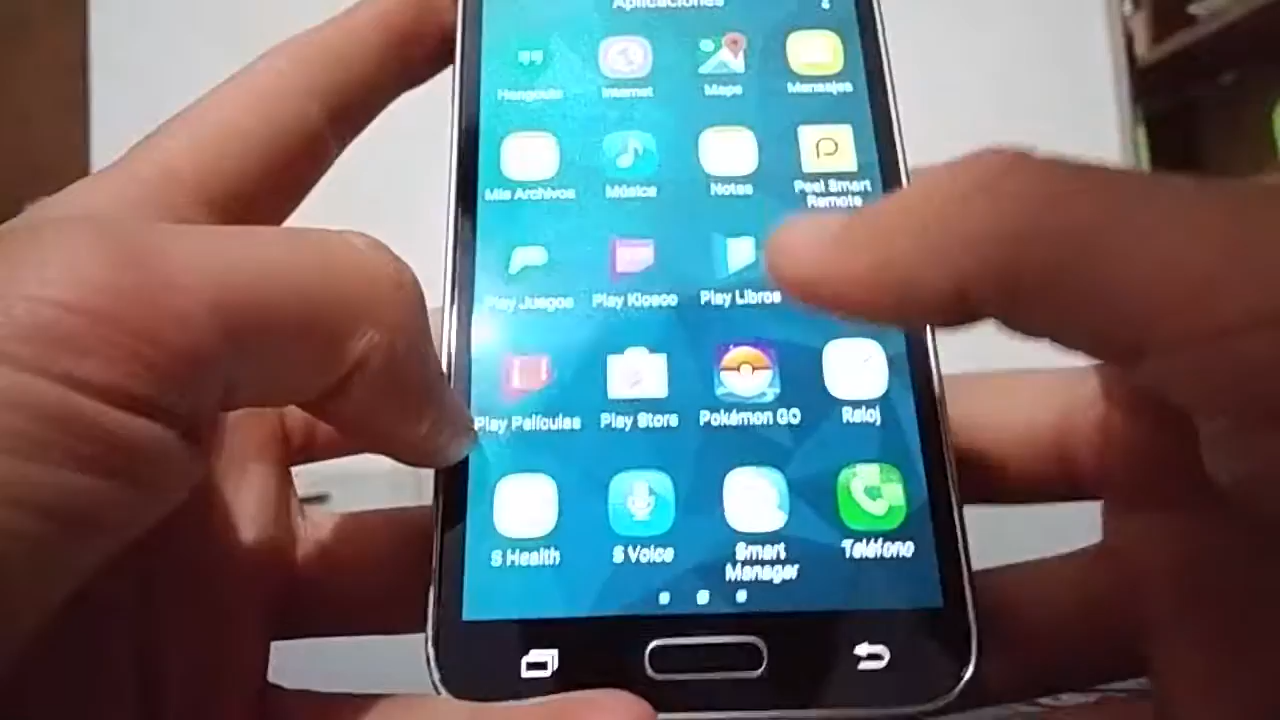 Aplicaciones
Hangouts
Internet
Maps
Mensajes
Mis Archivos
Música
Notas
Peel Smart
Remote
Play Juegos
Play Kiosco
Play Libros
Play Películas
Play Store
Pokémon GO
Reloj
S Health
S Voice
Smart
Manager
Teléfono